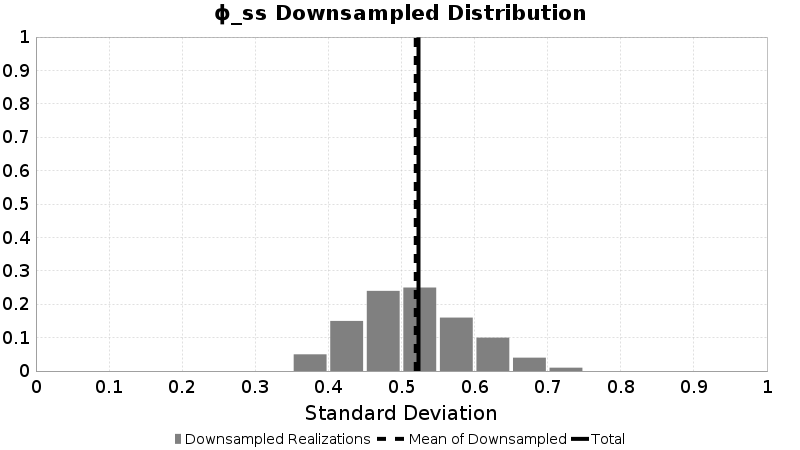 ϕ_ss Downsampled Distribution
1
0.9
0.8
0.7
0.6
0.5
0.4
0.3
0.2
0.1
0
0 0.1 0.2 0.3 0.4 0.5 0.6 0.7 0.8 0.9 1
Standard Deviation
Downsampled Realizations Mean of Downsampled Total